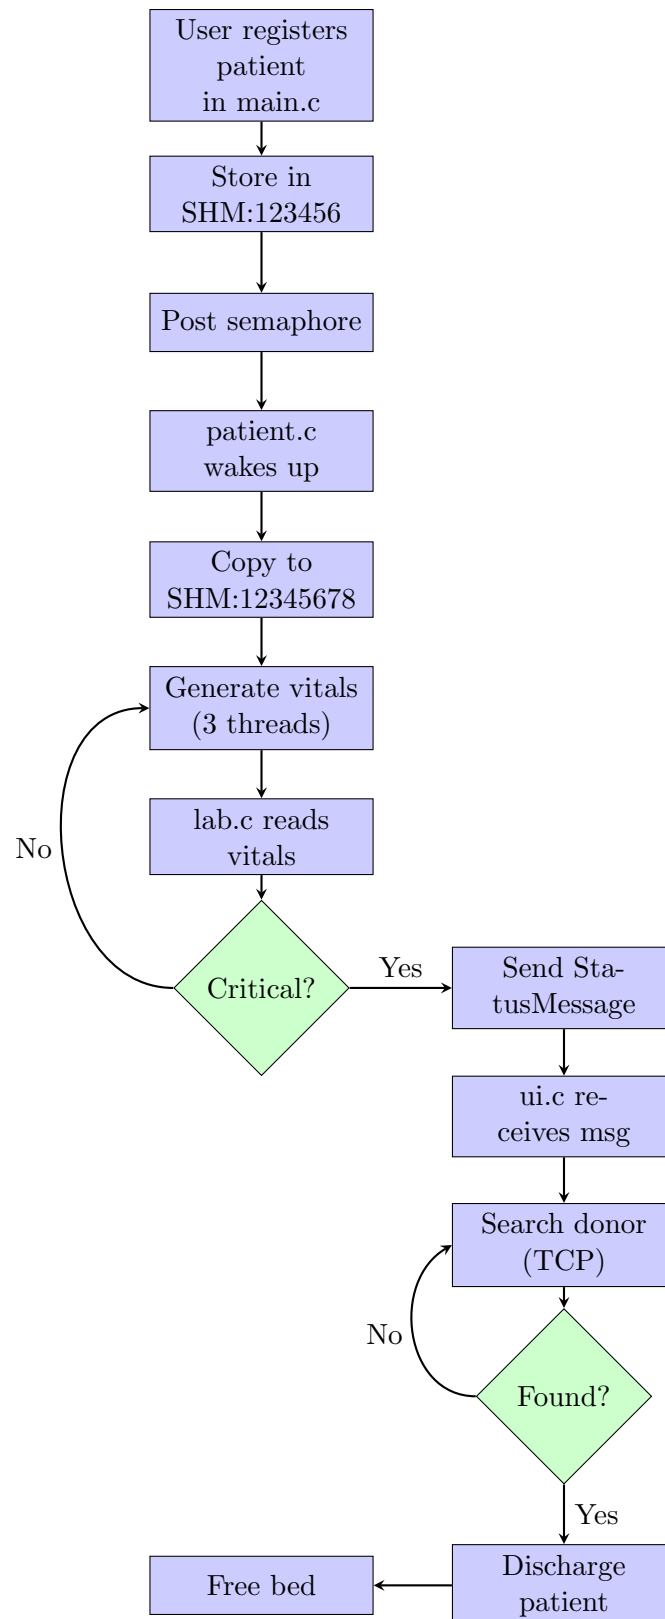 User registers
patient
in main.c
Store in
SHM:123456
Post semaphore
patient.c
wakes up
Copy to
SHM:12345678
Generate vitals
(3 threads)
lab.c reads
vitals
No
Critical?
Yes
Send Sta-
tusMessage
ui.c re-
ceives msg
Search donor
(TCP)
No
Found?
Yes
Discharge
patient
Free bed